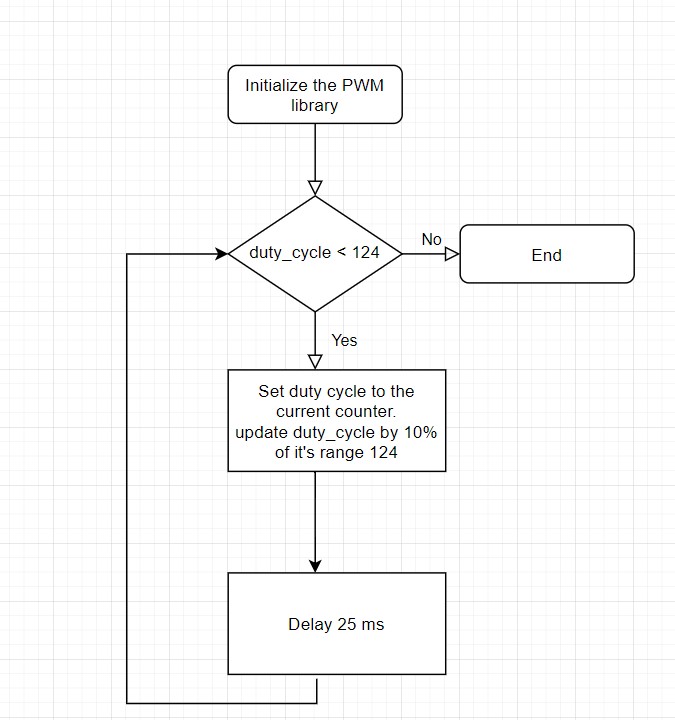 Initialize the PWM
library
duty_cycle < 124
No
End
Yes
Set duty cycle to the
current counter.
update duty_cycle by 10%
of it's range 124
Delay 25 ms